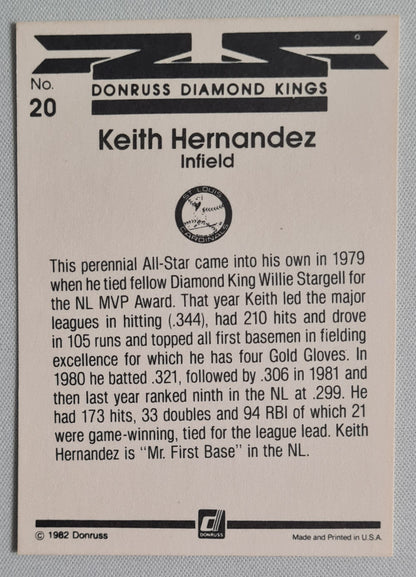 No.
20
DONRUSS DIAMOND KINGS
Keith Hernandez
Infield
ST. LOUIS
CARDINALS
This perennial All-Star came into his own in 1979
when he tied fellow Diamond King Willie Stargell for
the NL MVP Award. That year Keith led the major
leagues in hitting (.344), had 210 hits and drove
in 105 runs and topped all first basemen in fielding
excellence for which he has four Gold Gloves. In
1980 he batted .321, followed by .306 in 1981 and
then last year ranked ninth in the NL at .299. He
had 173 hits, 33 doubles and 94 RBI of which 21
were game-winning, tied for the league lead. Keith
Hernandez is "Mr. First Base" in the NL.
© 1982 Donruss
DONRUSS
Made and Printed in U.S.A.